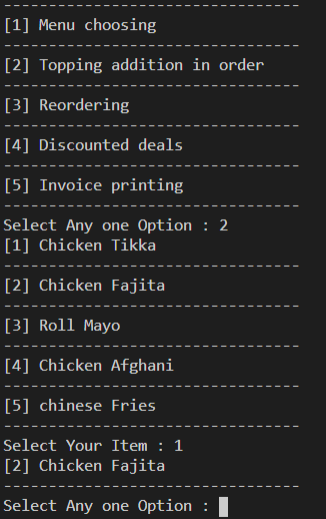 ------------------------------
[1] Menu choosing
------------------------------
[2] Topping addition in order
------------------------------
[3] Reordering
------------------------------
[4] Discounted deals
------------------------------
[5] Invoice printing
------------------------------
Select Any one Option : 2
[1] Chicken Tikka
------------------------------
[2] Chicken Fajita
------------------------------
[3] Roll Mayo
------------------------------
[4] Chicken Afghani
------------------------------
[5] chinese Fries
------------------------------
Select Your Item : 1
[2] Chicken Fajita
------------------------------
Select Any one Option :